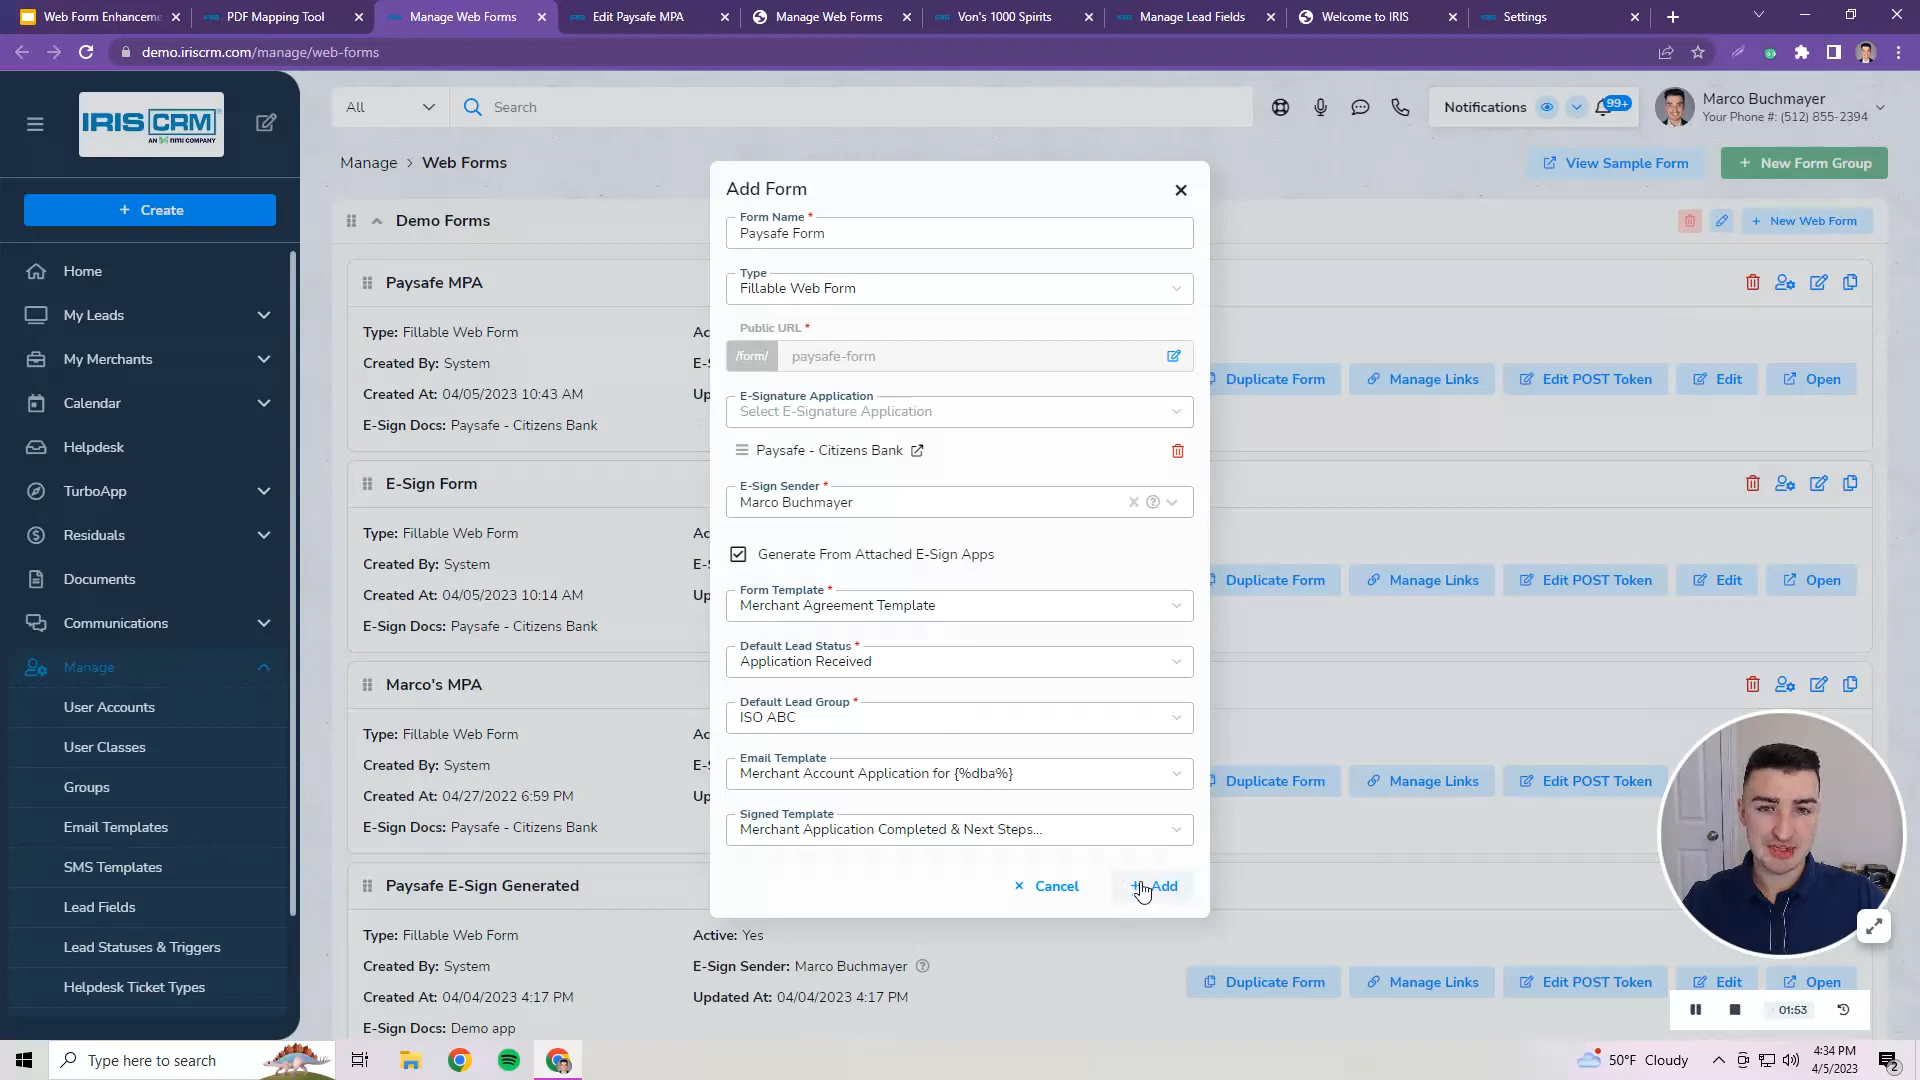 Web Form Enhanceme
PDF Mapping Tool
Manage Web Forms
Edit Paysafe MPA
Manage Web Forms
Von's 1000 Spirits
Manage Lead Fields
Welcome to IRIS
Settings
demo.iriscrm.com/manage/web-forms
IRIS CRM
AN nmi COMPANY
All
Search
Notifications
99+
Marco Buchmayer
Your Phone #: (512) 855-2394
Manage > Web Forms
View Sample Form
+ New Form Group
+ Create
Home
My Leads
My Merchants
Calendar
Helpdesk
TurboApp
Residuals
Documents
Communications
Manage
User Accounts
User Classes
Groups
Email Templates
SMS Templates
Lead Fields
Lead Statuses & Triggers
Helpdesk Ticket Types
Demo Forms
+ New Web Form
Paysafe MPA
Type: Fillable Web Form
Ac
Created By: System
E-S
Created At: 04/05/2023 10:43 AM
Up
E-Sign Docs: Paysafe - Citizens Bank
Duplicate Form
Manage Links
Edit POST Token
Edit
Open
E-Sign Form
Type: Fillable Web Form
Ac
Created By: System
E-S
Created At: 04/05/2023 10:14 AM
Up
E-Sign Docs: Paysafe - Citizens Bank
Duplicate Form
Manage Links
Edit POST Token
Edit
Open
Marco's MPA
Type: Fillable Web Form
Ac
Created By: System
E-S
Created At: 04/27/2022 6:59 PM
Up
E-Sign Docs: Paysafe - Citizens Bank
Duplicate Form
Manage Links
Edit POST Token
Paysafe E-Sign Generated
Type: Fillable Web Form
Active: Yes
Created By: System
E-Sign Sender: Marco Buchmayer
Created At: 04/04/2023 4:17 PM
Updated At: 04/04/2023 4:17 PM
E-Sign Docs: Demo app
Duplicate Form
Manage Links
Edit POST Token
Edit
Open
Add Form
Form Name *
Paysafe Form
Type
Fillable Web Form
Public URL *
/form/
paysafe-form
E-Signature Application
Select E-Signature Application
Paysafe - Citizens Bank
E-Sign Sender *
Marco Buchmayer
Generate From Attached E-Sign Apps
Form Template *
Merchant Agreement Template
Default Lead Status *
Application Received
Default Lead Group *
ISO ABC
Email Template
Merchant Account Application for {%dba%}
Signed Template
Merchant Application Completed & Next Steps...
Cancel
Add
01:53
Type here to search
50°F Cloudy
4:34 PM
4/5/2023
2